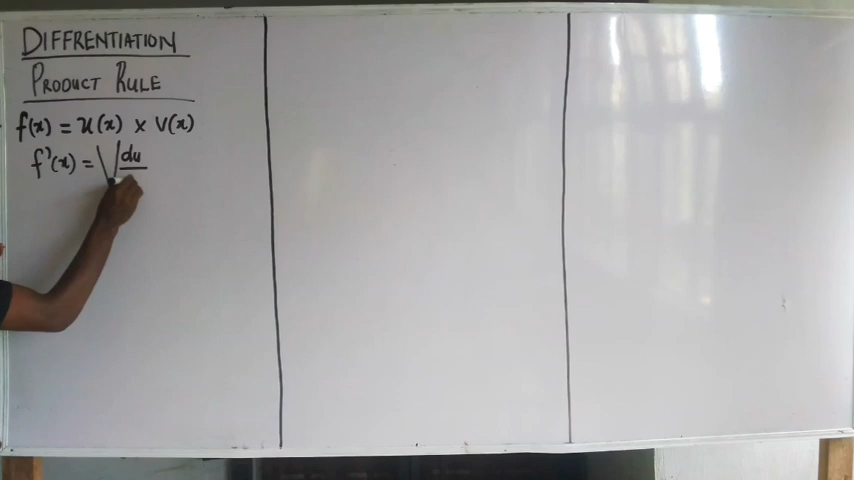 DIFFRENTIATION
PRODUCT RULE
f(x) = u(x) × v(x)
f'(x) = V du